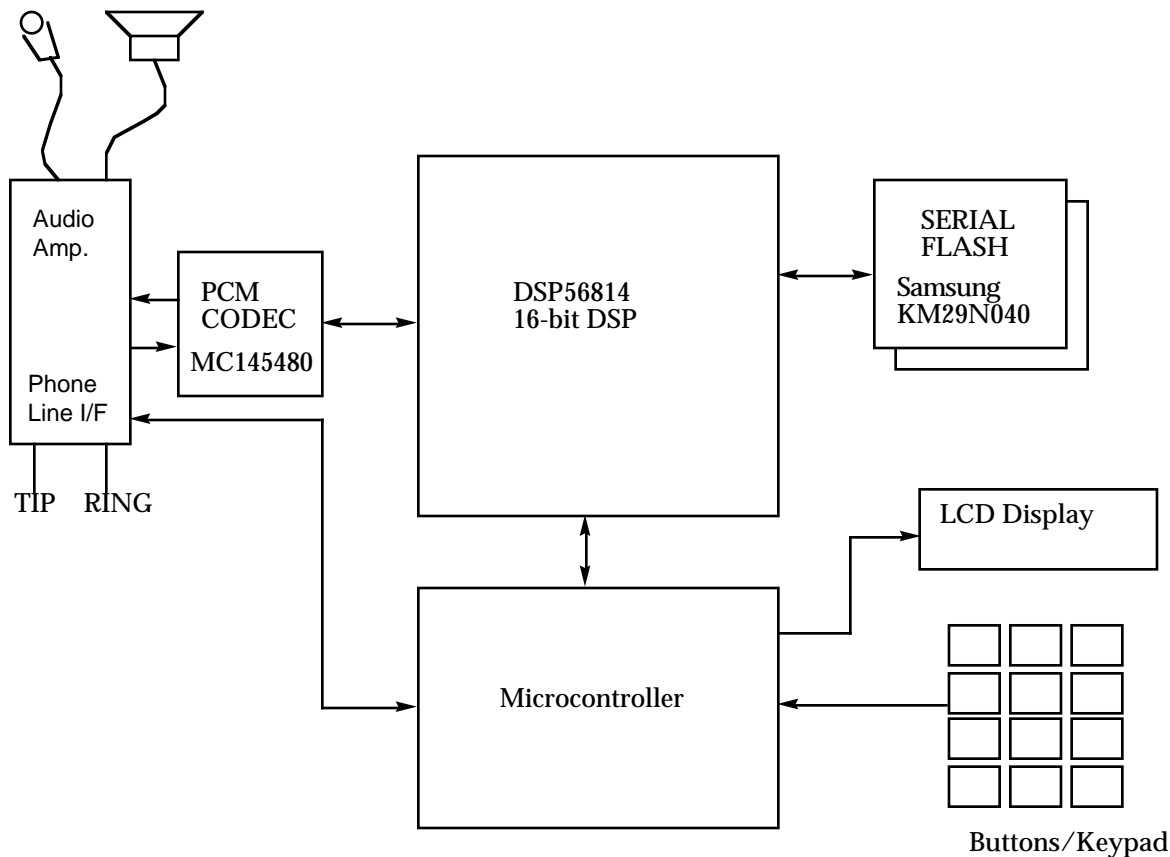 Audio
Amp.
Phone
Line I/F
TIP
RING
PCM
CODEC
MC145480
DSP56814
16-bit DSP
SERIAL
FLASH
Samsung
KM29N040
LCD Display
Microcontroller
Buttons/Keypad